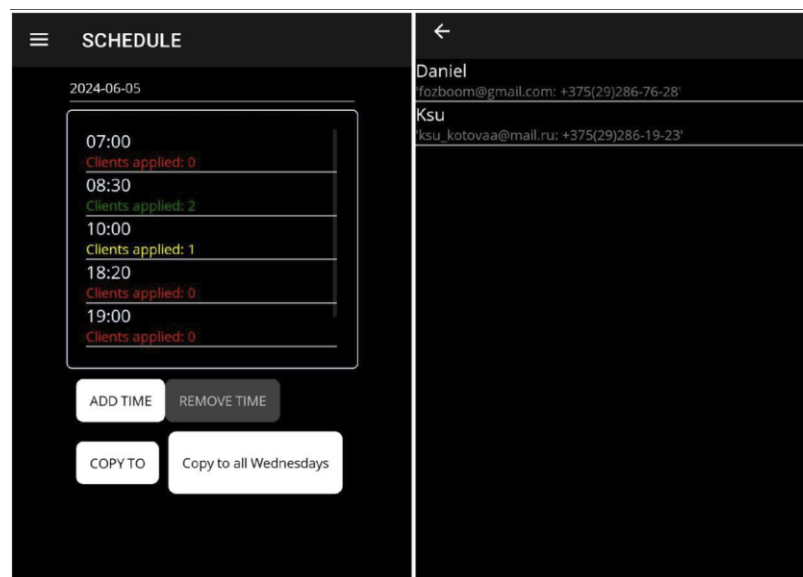 SCHEDULE
2024-06-05
07:00
Clients applied: 0
08:30
Clients applied: 2
10:00
Clients applied: 1
18:20
Clients applied: 0
19:00
Clients applied: 0
ADD TIME
REMOVE TIME
COPY TO
Copy to all Wednesdays
Daniel
'fozboom@gmail.com: +375(29)286-76-28'
Ksu
'ksu_kotovaa@mail.ru: +375(29)286-19-23'